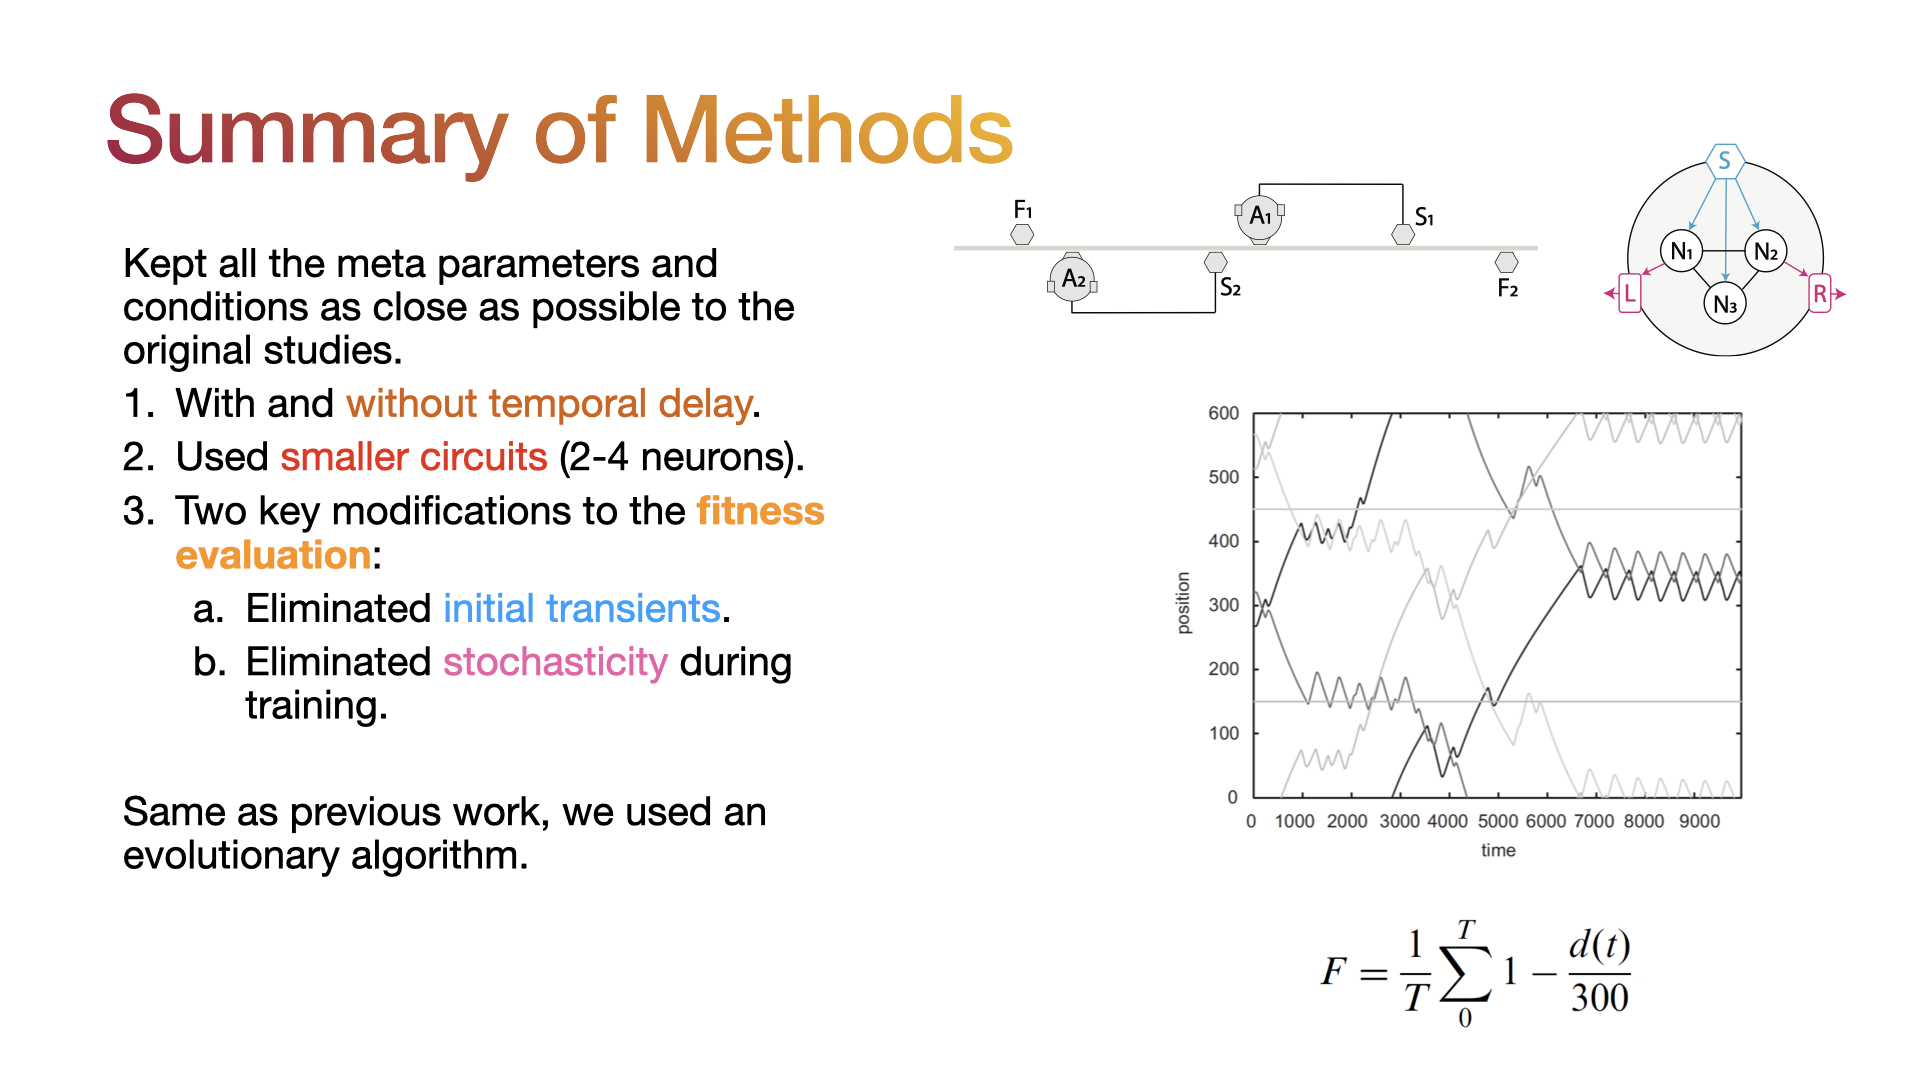 Summary of Methods
Kept all the meta parameters and
conditions as close as possible to the
original studies.
1. With and without temporal delay.
2. Used smaller circuits (2-4 neurons).
3. Two key modifications to the fitness
evaluation:
a. Eliminated initial transients.
b. Eliminated stochasticity during
training.
Same as previous work, we used an
evolutionary algorithm.
F1
A1
S1
A2
S2
F2
S
N1
N2
L
N3
R
600
500
400
300
200
100
0
position
0 1000 2000 3000 4000 5000 6000 7000 8000 9000
time
F = \frac{1}{T} \sum_{0}^{T} 1 - \frac{d(t)}{300}